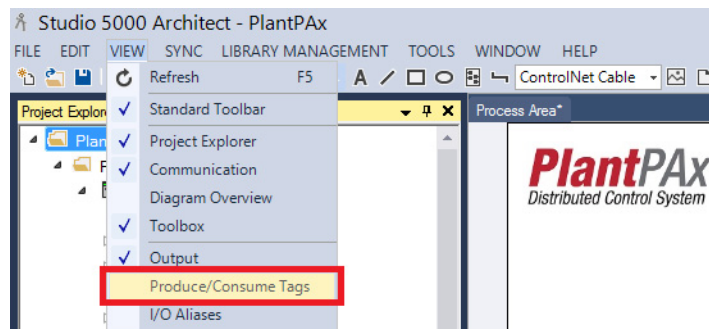 Studio 5000 Architect - PlantPAx
FILE EDIT VIEW SYNC LIBRARY MANAGEMENT TOOLS WINDOW HELP
Refresh F5 A ControlNet Cable
Project Explor Standard Toolbar Process Area*
Plan Project Explorer
F Communication
Diagram Overview
Toolbox
Output
Produce/Consume Tags
I/O Aliases
PlantPAx
Distributed Control System